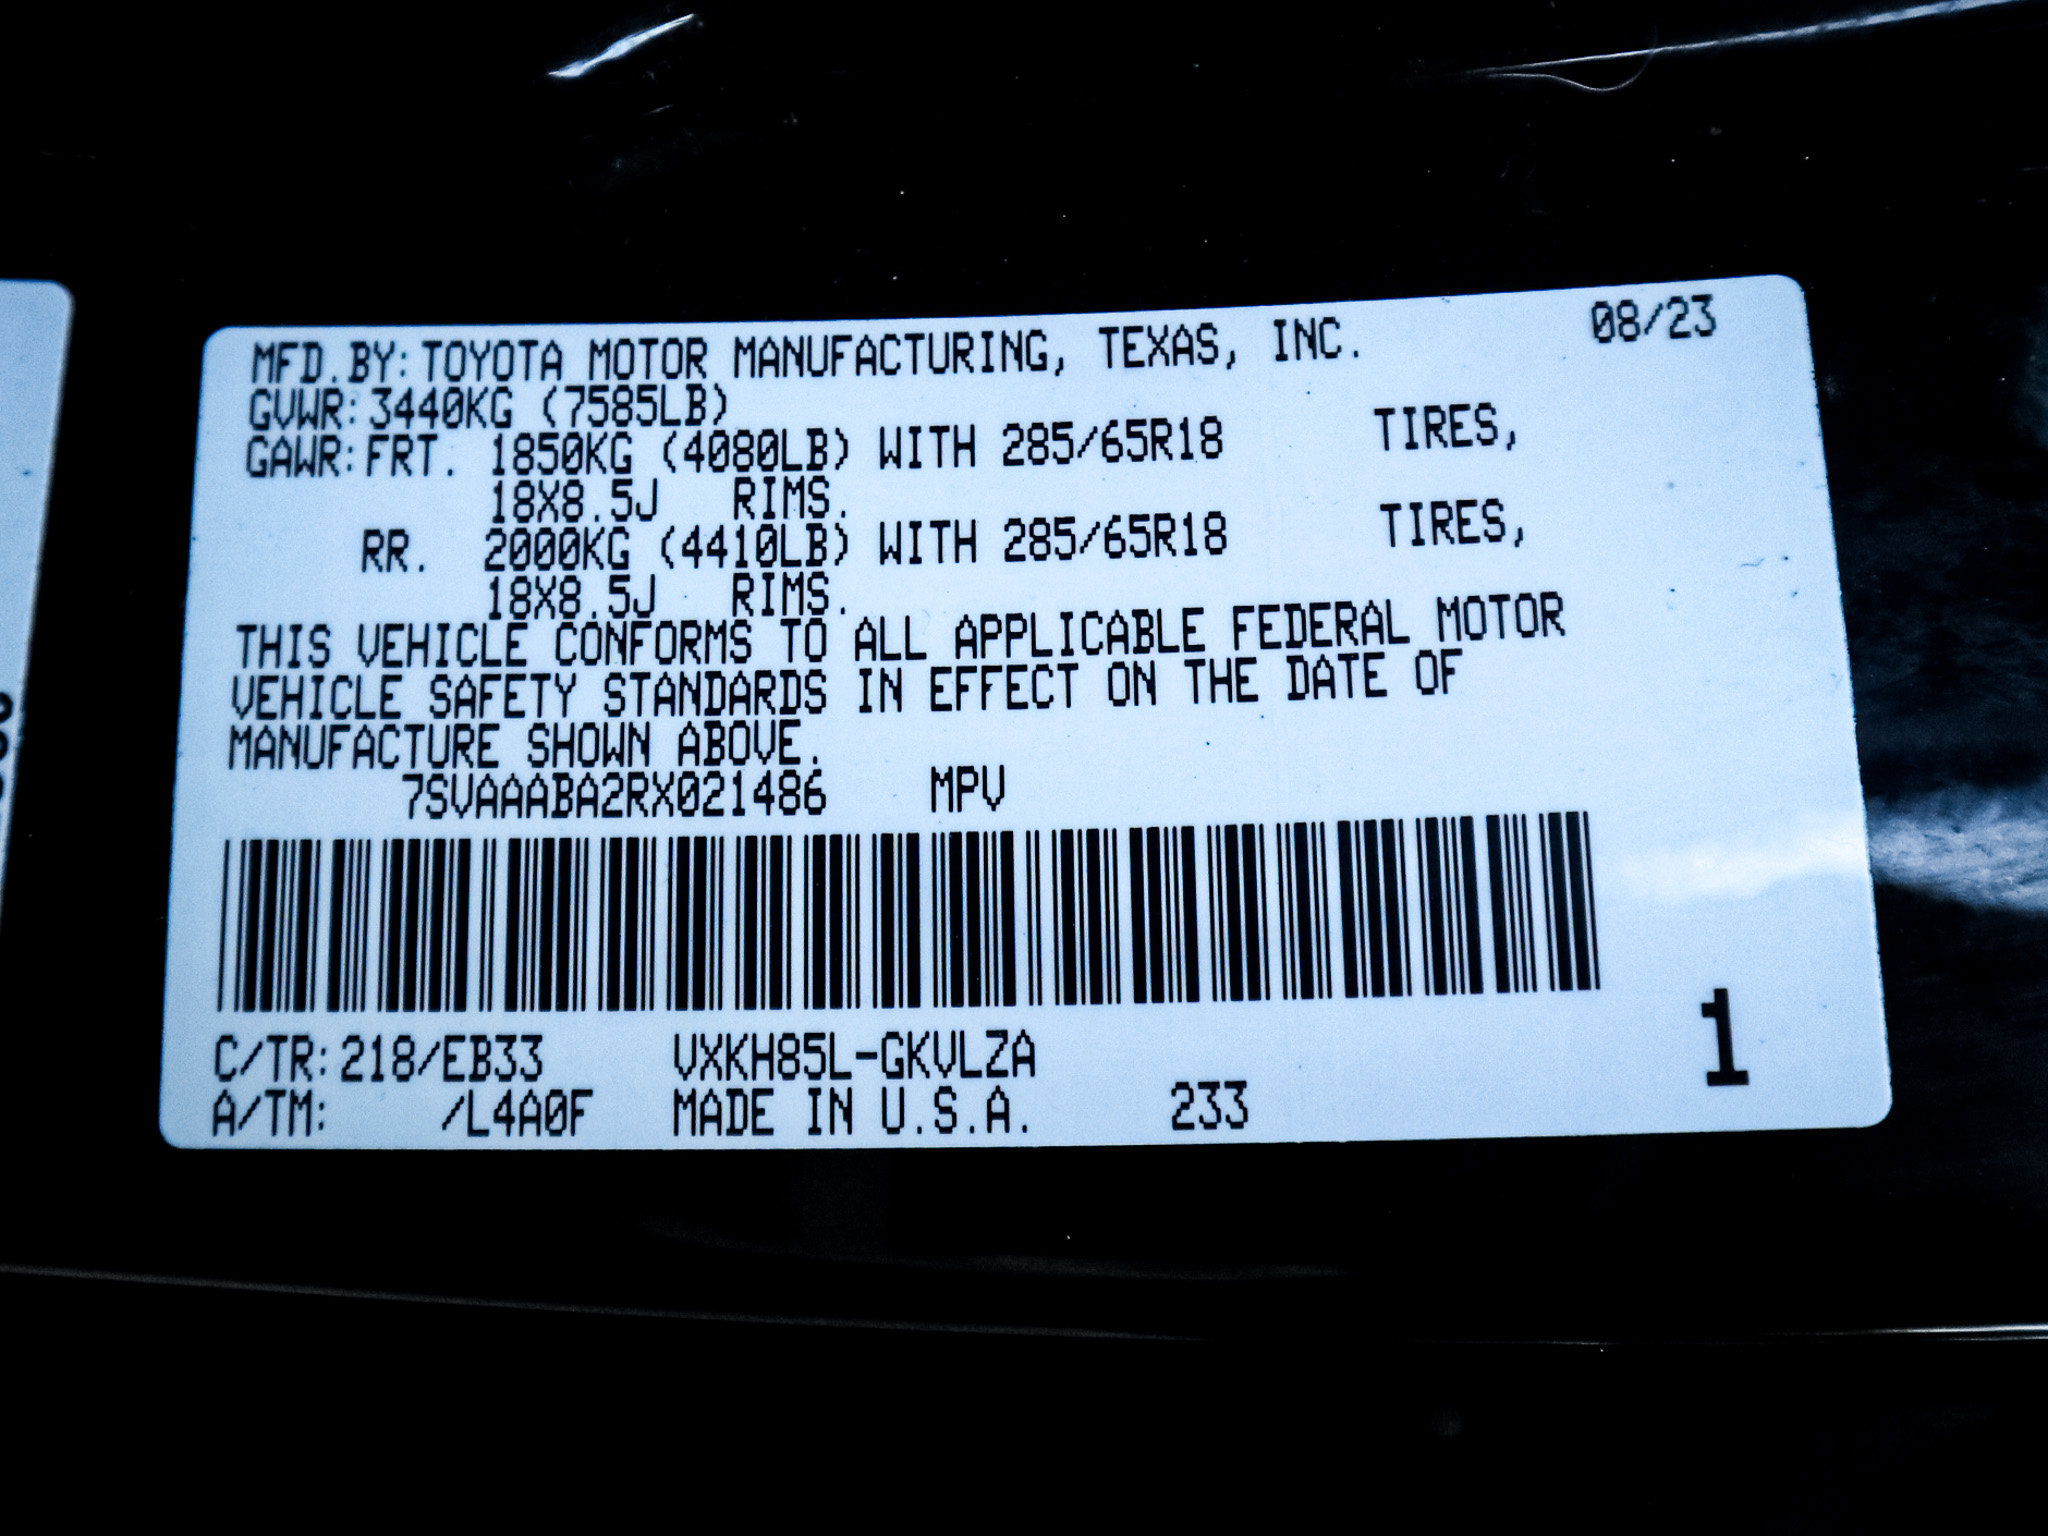 MFD.BY:TOYOTA MOTOR MANUFACTURING, TEXAS, INC. 08/23
GVWR:3440KG (7585LB)
GAWR:FRT. 1850KG (4080LB) WITH 285/65R18 TIRES,
18X8.5J RIMS.
RR. 2000KG (4410LB) WITH 285/65R18 TIRES,
18X8.5J RIMS.
THIS VEHICLE CONFORMS TO ALL APPLICABLE FEDERAL MOTOR
VEHICLE SAFETY STANDARDS IN EFFECT ON THE DATE OF
MANUFACTURE SHOWN ABOVE.
7SVAAABA2RX021486 MPV
C/TR:218/EB33 VXKH85L-GKVLZA
A/TM: /L4A0F MADE IN U.S.A. 233
1